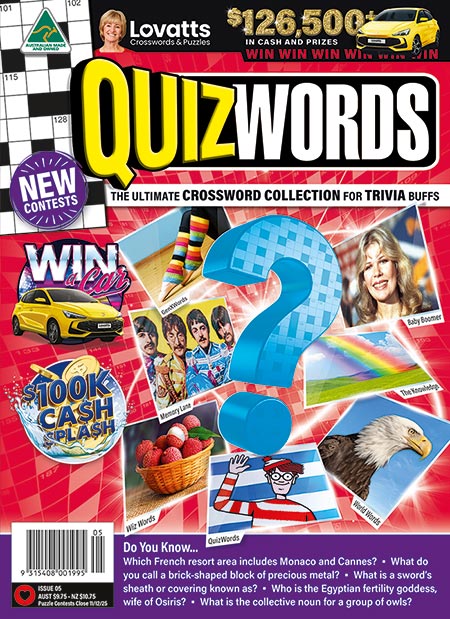 101
102
115
128
AUSTRALIAN MADE
AND OWNED
Lovatts
Crosswords & Puzzles
$126,500+
IN CASH AND PRIZES
WIN WIN WIN WIN WIN WIN
QUIZWORDS
NEW
CONTESTS
THE ULTIMATE CROSSWORD COLLECTION FOR TRIVIA BUFFS
WIN
a Car
$100K
CASH
SPLASH
GenXWords
Baby Boomer
Memory Lane
The Knowledge
Wiz Words
QuizWords
World Words
05
9 315408 001995
ISSUE 05
AUST $9.75 - NZ $10.75
Puzzle Contests Close 11/12/25
Do You Know...
Which French resort area includes Monaco and Cannes? • What do
you call a brick-shaped block of precious metal? • What is a sword's
sheath or covering known as? • Who is the Egyptian fertility goddess,
wife of Osiris? • What is the collective noun for a group of owls?